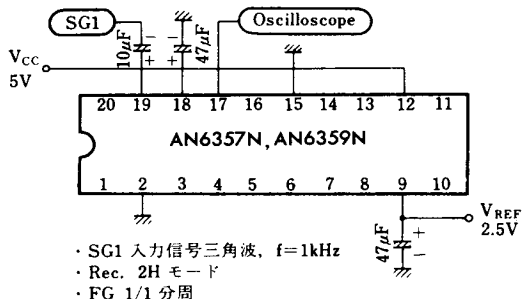 SG1
Oscilloscope
10μF
47μF
VCC
5V
20 19 18 17 16 15 14 13 12 11
AN6357N, AN6359N
1 2 3 4 5 6 7 8 9 10
47μF
VREF
2.5V
・SG1 入力信号三角波, f=1kHz
・Rec. 2H モード
・FG 1/1 分周